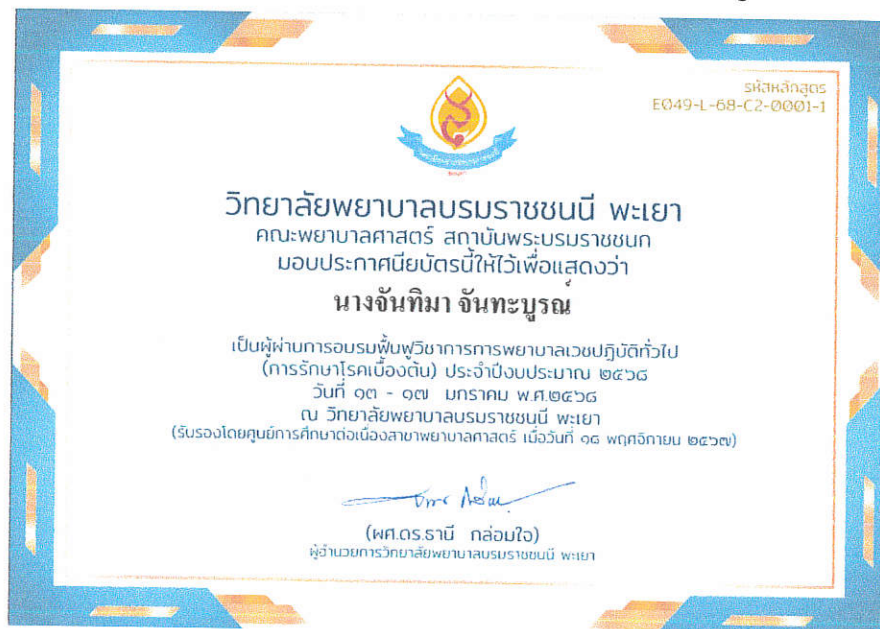 รหัสหลักสูตร
E049-L-68-C2-0001-1
วิทยาลัยพยาบาลบรมราชชนนี พะเยา
คณะพยาบาลศาสตร์ สถาบันพระบรมราชชนก
มอบประกาศนียบัตรนี้ให้ไว้เพื่อแสดงว่า
นางจันทิมา จันทะบูรณ์
เป็นผู้ผ่านการอบรมฟื้นฟูวิชาการการพยาบาลเวชปฏิบัติทั่วไป
(การรักษาโรคเบื้องต้น) ประจำปีงบประมาณ ๒๕๖๘
วันที่ ๑๓ - ๑๗ มกราคม พ.ศ.๒๕๖๘
ณ วิทยาลัยพยาบาลบรมราชชนนี พะเยา
(รับรองโดยศูนย์การศึกษาต่อเนื่องสาขาพยาบาลศาสตร์ เมื่อวันที่ ๑๘ พฤศจิกายน ๒๕๖๗)
(ผศ.ดร.ธานี กล่อมใจ)
ผู้อำนวยการวิทยาลัยพยาบาลบรมราชชนนี พะเยา